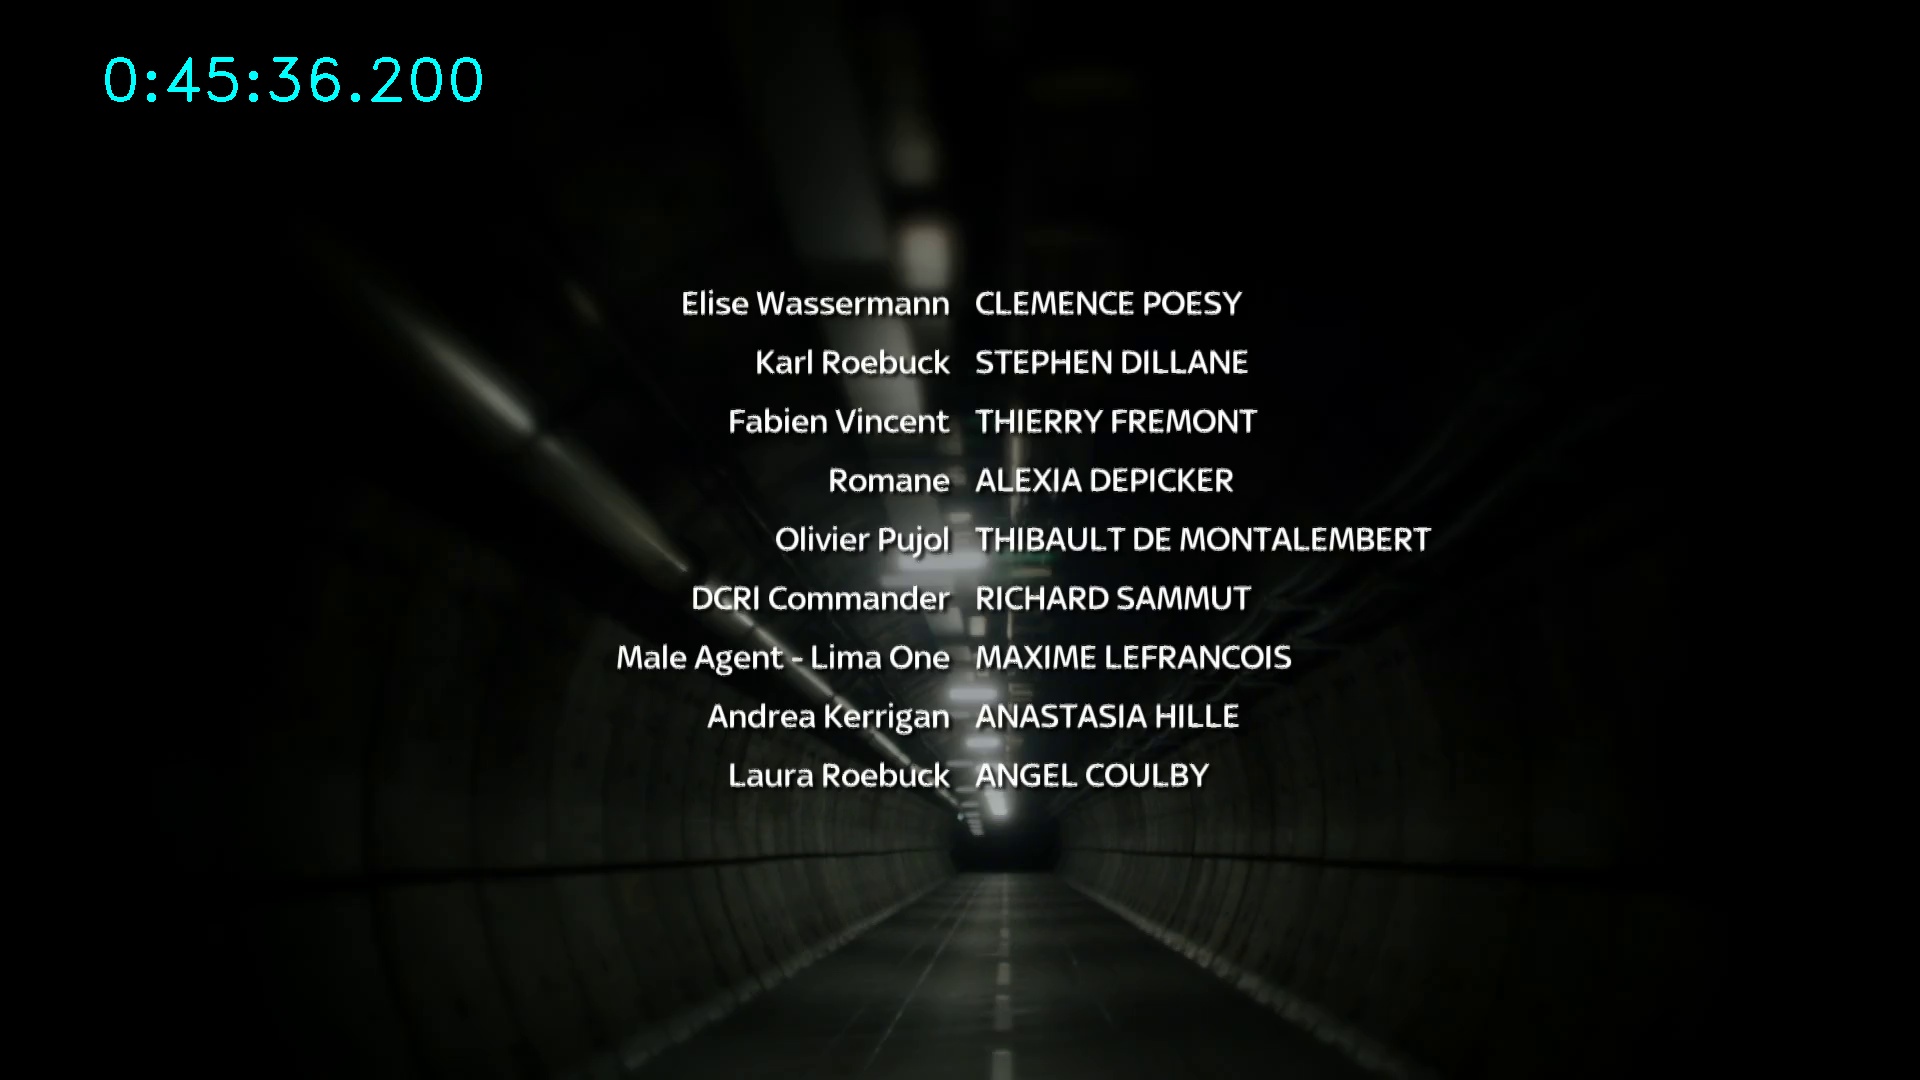 0:45:36.200
Elise Wassermann CLEMENCE POESY
Karl Roebuck STEPHEN DILLANE
Fabien Vincent THIERRY FREMONT
Romane ALEXIA DEPICKER
Olivier Pujol THIBAULT DE MONTALEMBERT
DCRI Commander RICHARD SAMMUT
Male Agent - Lima One MAXIME LEFRANCOIS
Andrea Kerrigan ANASTASIA HILLE
Laura Roebuck ANGEL COULBY